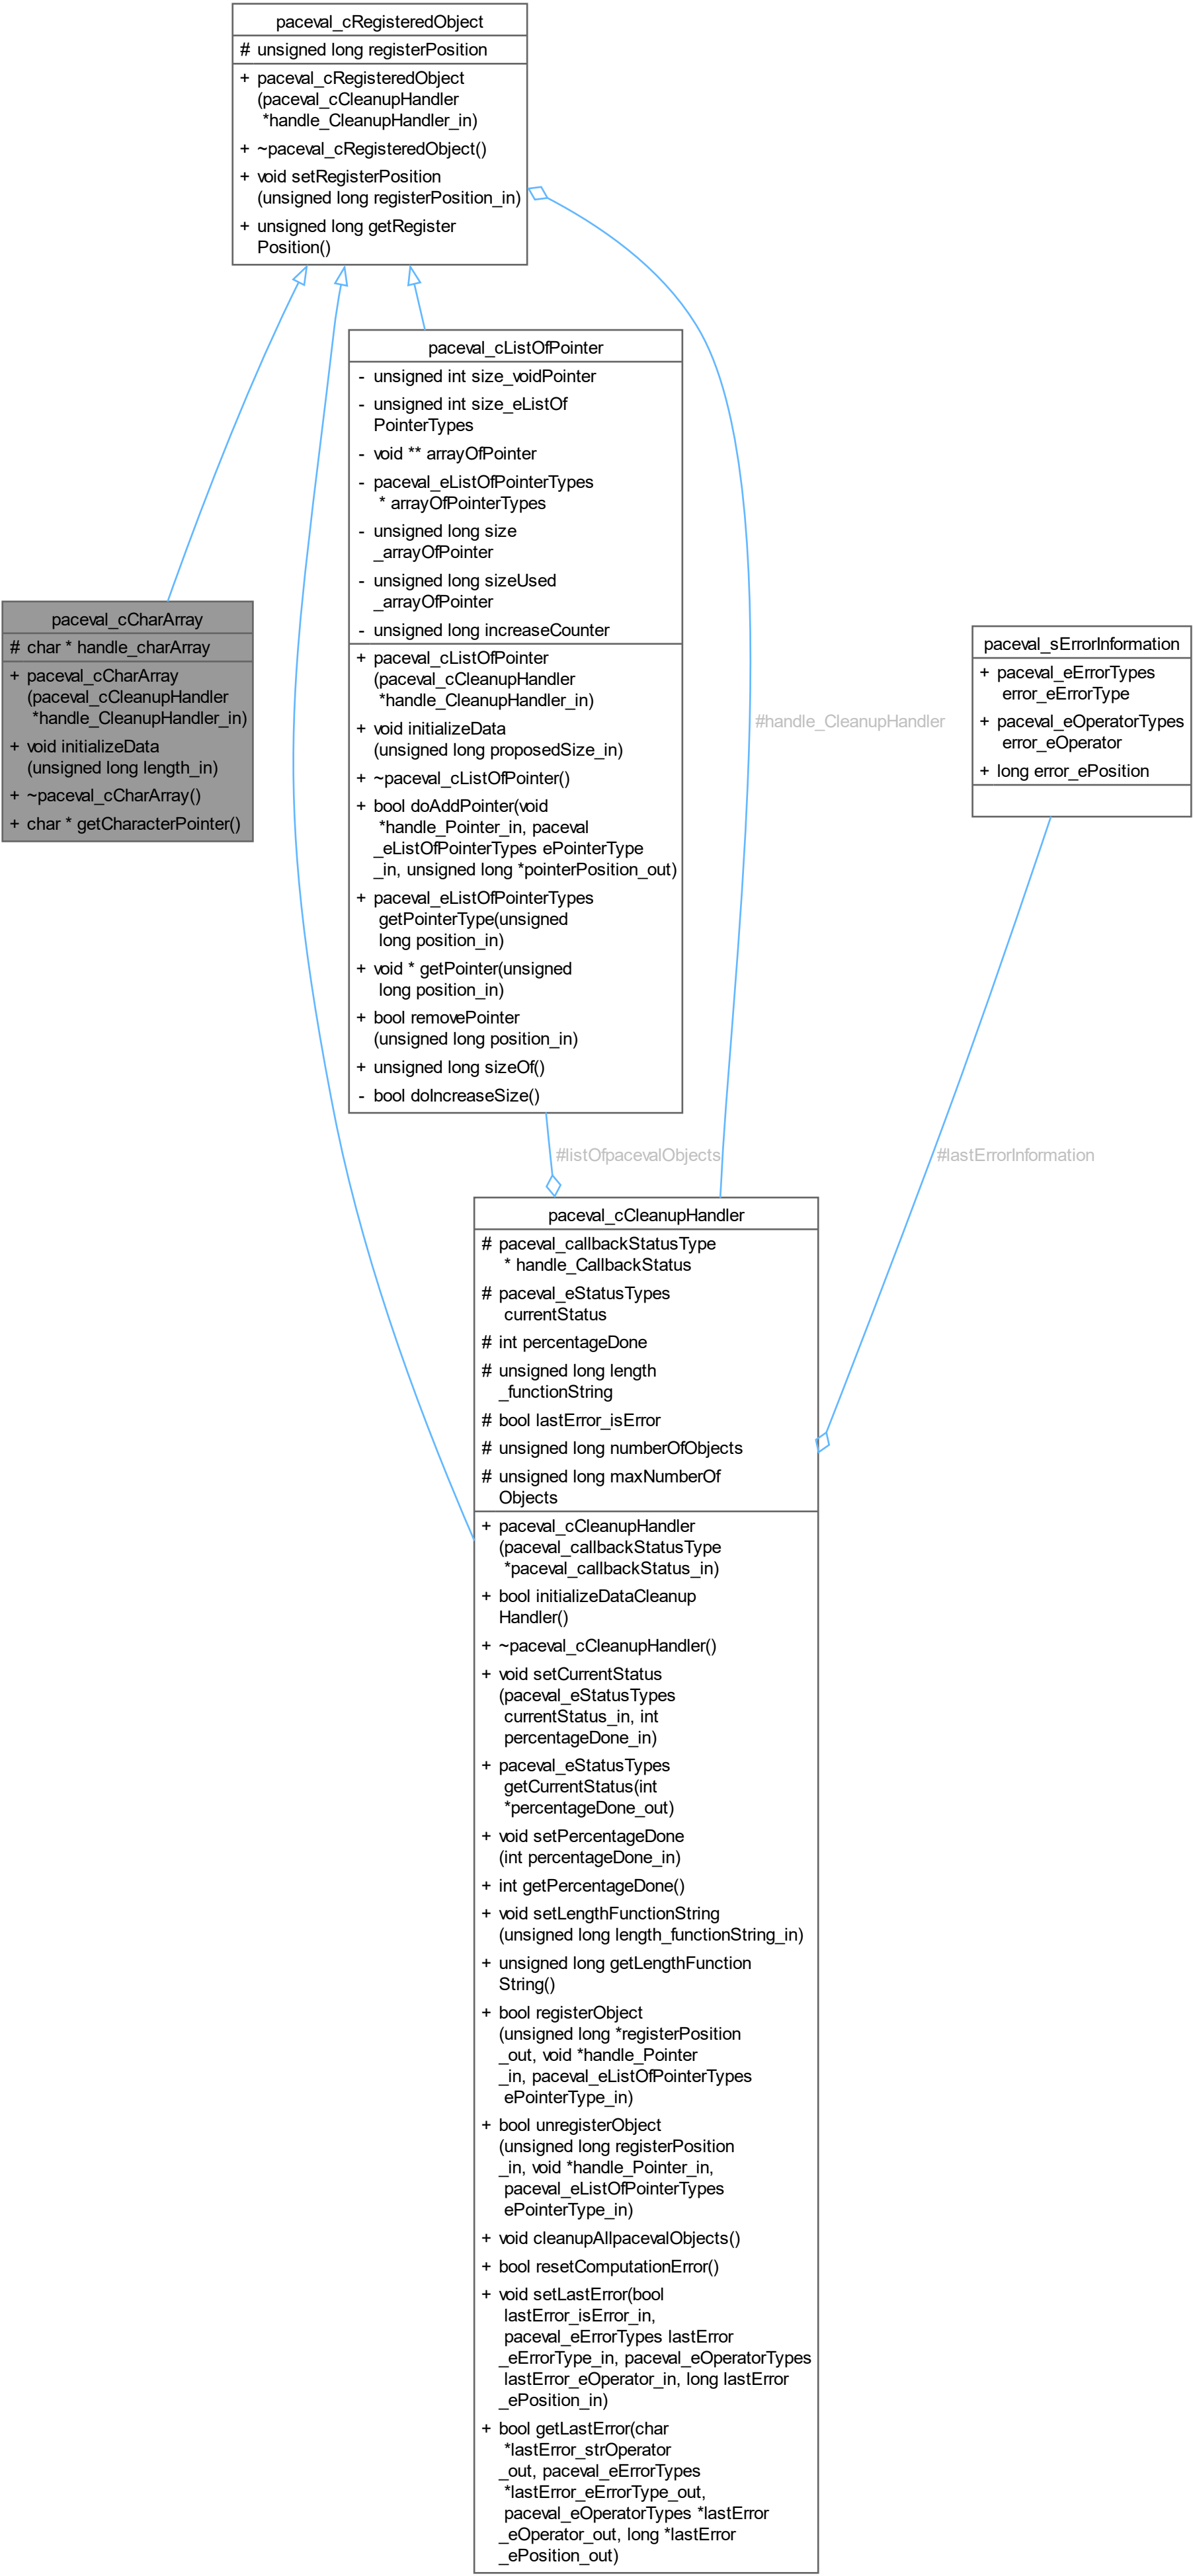 paceval_cRegisteredObject
# unsigned long registerPosition
+ paceval_cRegisteredObject
(paceval_cCleanupHandler
*handle_CleanupHandler_in)
+ ~paceval_cRegisteredObject()
+ void setRegisterPosition
(unsigned long registerPosition_in)
+ unsigned long getRegister
Position()
paceval_cListOfPointer
- unsigned int size_voidPointer
- unsigned int size_eListOf
PointerTypes
- void ** arrayOfPointer
- paceval_eListOfPointerTypes
* arrayOfPointerTypes
- unsigned long size
_arrayOfPointer
- unsigned long sizeUsed
_arrayOfPointer
- unsigned long increaseCounter
+ paceval_cListOfPointer
(paceval_cCleanupHandler
*handle_CleanupHandler_in)
+ void initializeData
(unsigned long proposedSize_in)
+ ~paceval_cListOfPointer()
+ bool doAddPointer(void
*handle_Pointer_in, paceval
_eListOfPointerTypes ePointerType
_in, unsigned long *pointerPosition_out)
+ paceval_eListOfPointerTypes
getPointerType(unsigned
long position_in)
+ void * getPointer(unsigned
long position_in)
+ bool removePointer
(unsigned long position_in)
+ unsigned long sizeOf()
- bool doIncreaseSize()
paceval_cCharArray
# char * handle_charArray
+ paceval_cCharArray
(paceval_cCleanupHandler
*handle_CleanupHandler_in)
+ void initializeData
(unsigned long length_in)
+ ~paceval_cCharArray()
+ char * getCharacterPointer()
#handle_CleanupHandler
paceval_sErrorInformation
+ paceval_eErrorTypes
error_eErrorType
+ paceval_eOperatorTypes
error_eOperator
+ long error_ePosition
#listOfpacevalObjects
#lastErrorInformation
paceval_cCleanupHandler
# paceval_callbackStatusType
* handle_CallbackStatus
# paceval_eStatusTypes
currentStatus
# int percentageDone
# unsigned long length
_functionString
# bool lastError_isError
# unsigned long numberOfObjects
# unsigned long maxNumberOf
Objects
+ paceval_cCleanupHandler
(paceval_callbackStatusType
*paceval_callbackStatus_in)
+ bool initializeDataCleanup
Handler()
+ ~paceval_cCleanupHandler()
+ void setCurrentStatus
(paceval_eStatusTypes
currentStatus_in, int
percentageDone_in)
+ paceval_eStatusTypes
getCurrentStatus(int
*percentageDone_out)
+ void setPercentageDone
(int percentageDone_in)
+ int getPercentageDone()
+ void setLengthFunctionString
(unsigned long length_functionString_in)
+ unsigned long getLengthFunction
String()
+ bool registerObject
(unsigned long *registerPosition
_out, void *handle_Pointer
_in, paceval_eListOfPointerTypes
ePointerType_in)
+ bool unregisterObject
(unsigned long registerPosition
_in, void *handle_Pointer_in,
paceval_eListOfPointerTypes
ePointerType_in)
+ void cleanupAllpacevalObjects()
+ bool resetComputationError()
+ void setLastError(bool
lastError_isError_in,
paceval_eErrorTypes lastError
_eErrorType_in, paceval_eOperatorTypes
lastError_eOperator_in, long lastError
_ePosition_in)
+ bool getLastError(char
*lastError_strOperator
_out, paceval_eErrorTypes
*lastError_eErrorType_out,
paceval_eOperatorTypes *lastError
_eOperator_out, long *lastError
_ePosition_out)